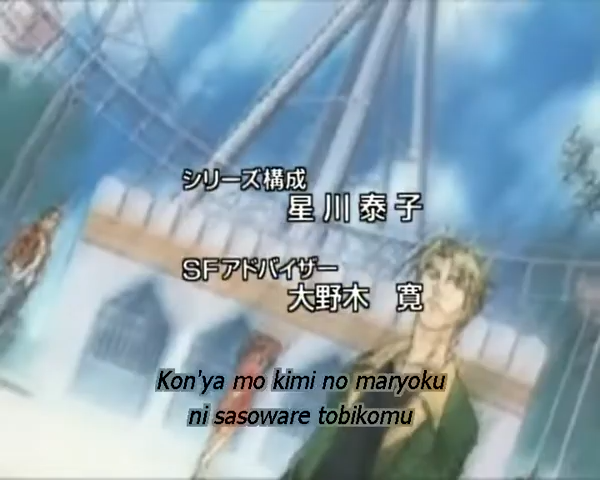 シリーズ構成
星川泰子
SFアドバイザー
大野木 寛
Kon'ya mo kimi no maryoku
ni sasoware tobikomu